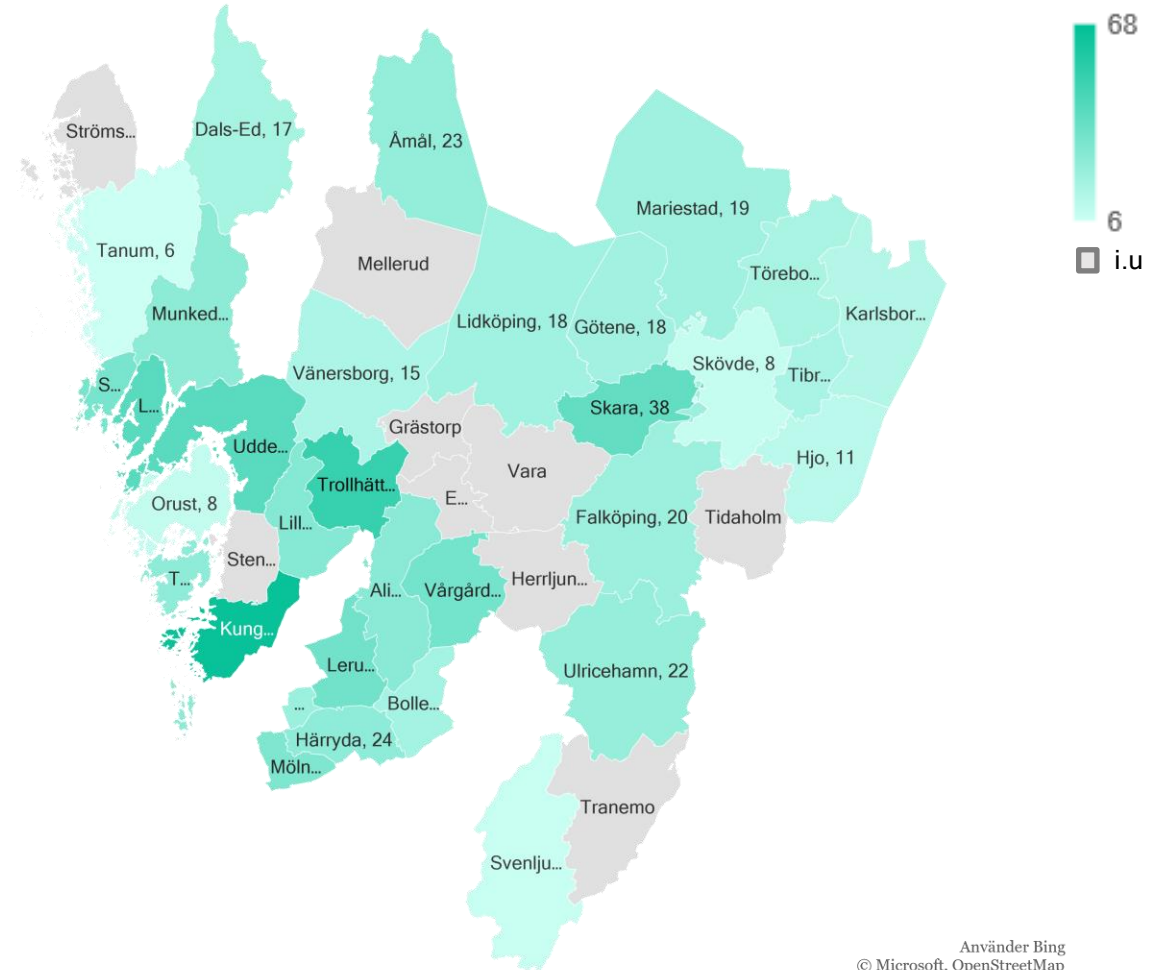 68
6
i.u
Ströms...
Dals-Ed, 17
Åmål, 23
Mariestad, 19
Tanum, 6
Mellerud
Törebo...
Munked...
Lidköping, 18
Götene, 18
Karlsbor...
Vänersborg, 15
Skövde, 8
Tibr...
S...
L...
Skara, 38
Grästorp
Udde...
Hjo, 11
Vara
Trollhätt...
E...
Orust, 8
Lill...
Falköping, 20
Tidaholm
Sten...
T...
Ali...
Vårgård...
Herrljun...
Kung...
Leru...
Ulricehamn, 22
Bolle...
...
Härryda, 24
Möln...
Tranemo
Svenlju...
Använder Bing
© Microsoft, OpenStreetMap